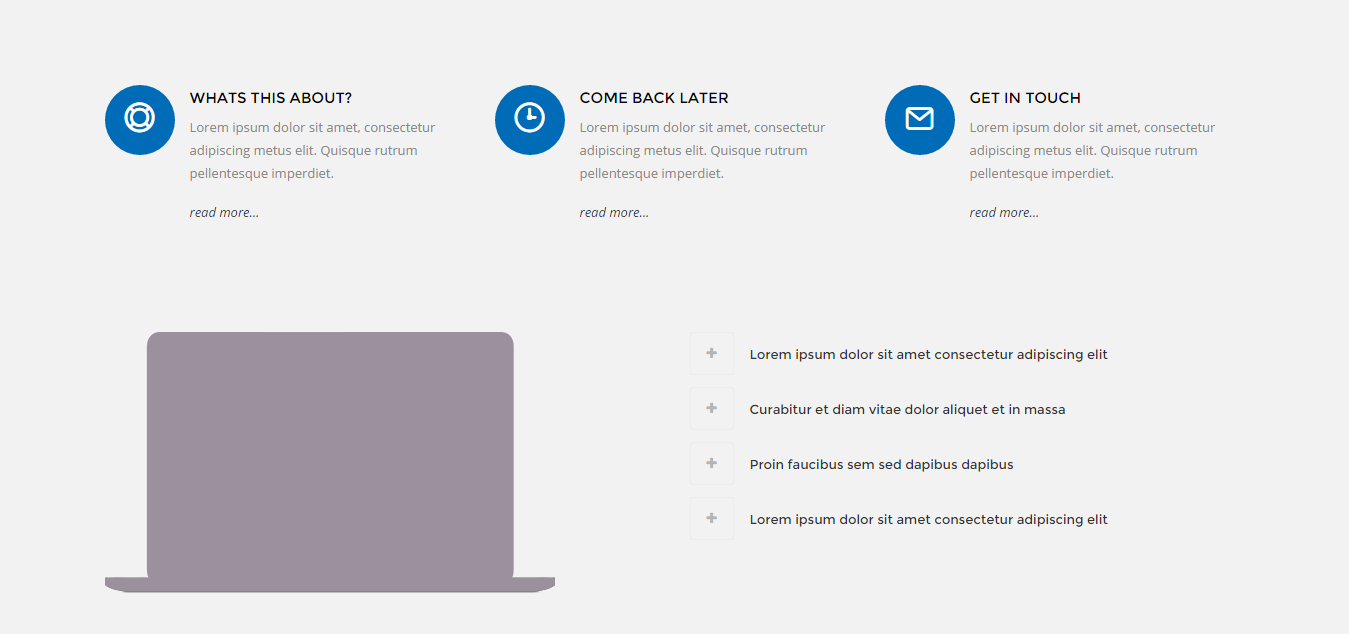 WHATS THIS ABOUT?
Lorem ipsum dolor sit amet, consectetur
adipiscing metus elit. Quisque rutrum
pellentesque imperdiet.
read more...
COME BACK LATER
Lorem ipsum dolor sit amet, consectetur
adipiscing metus elit. Quisque rutrum
pellentesque imperdiet.
read more...
GET IN TOUCH
Lorem ipsum dolor sit amet, consectetur
adipiscing metus elit. Quisque rutrum
pellentesque imperdiet.
read more...
Lorem ipsum dolor sit amet consectetur adipiscing elit
Curabitur et diam vitae dolor aliquet et in massa
Proin faucibus sem sed dapibus dapibus
Lorem ipsum dolor sit amet consectetur adipiscing elit